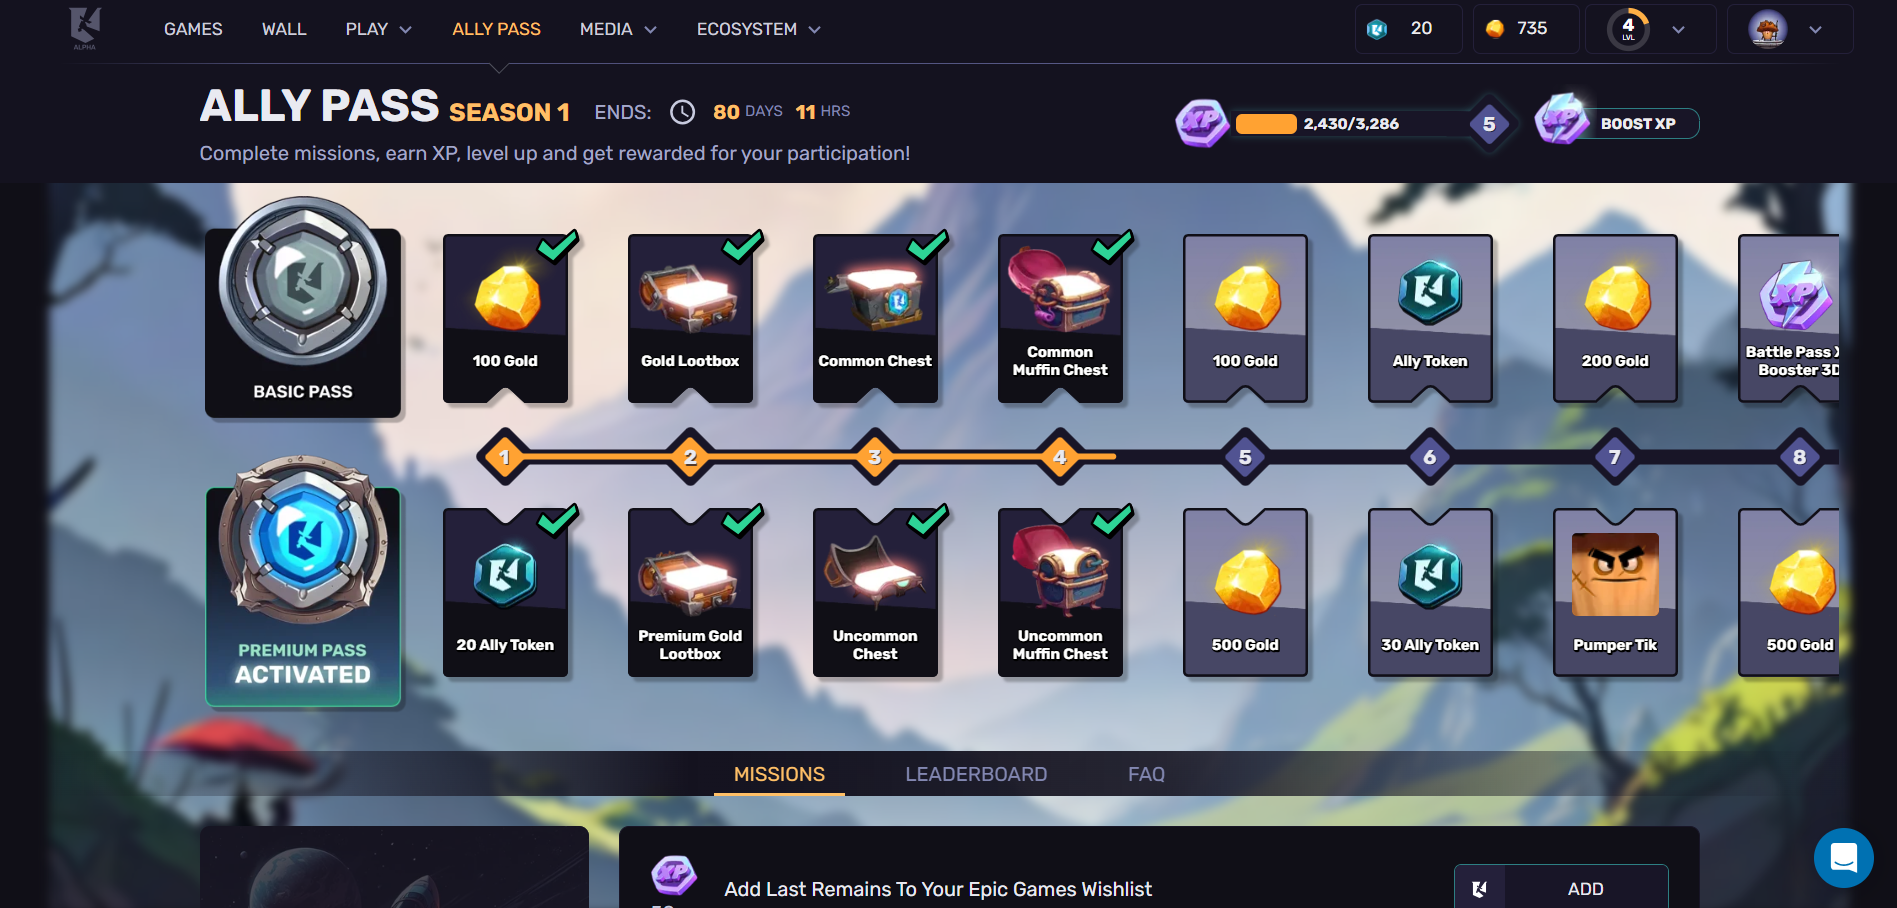 ALPHA
GAMES
WALL
PLAY
ALLY PASS
MEDIA
ECOSYSTEM
20
735
4
LVL
ALLY PASS SEASON 1 ENDS: 80 DAYS 11 HRS
Complete missions, earn XP, level up and get rewarded for your participation!
XP
2,430/3,286
5
XP
BOOST XP
BASIC PASS
100 Gold
Gold Lootbox
Common Chest
Common
Muffin Chest
100 Gold
Ally Token
200 Gold
XP
Battle Pass X
Booster 3D
1
2
3
4
5
6
7
8
PREMIUM PASS
ACTIVATED
20 Ally Token
Premium Gold
Lootbox
Uncommon
Chest
Uncommon
Muffin Chest
500 Gold
30 Ally Token
Pumper Tik
500 Gold
MISSIONS
LEADERBOARD
FAQ
XP
Add Last Remains To Your Epic Games Wishlist
ADD